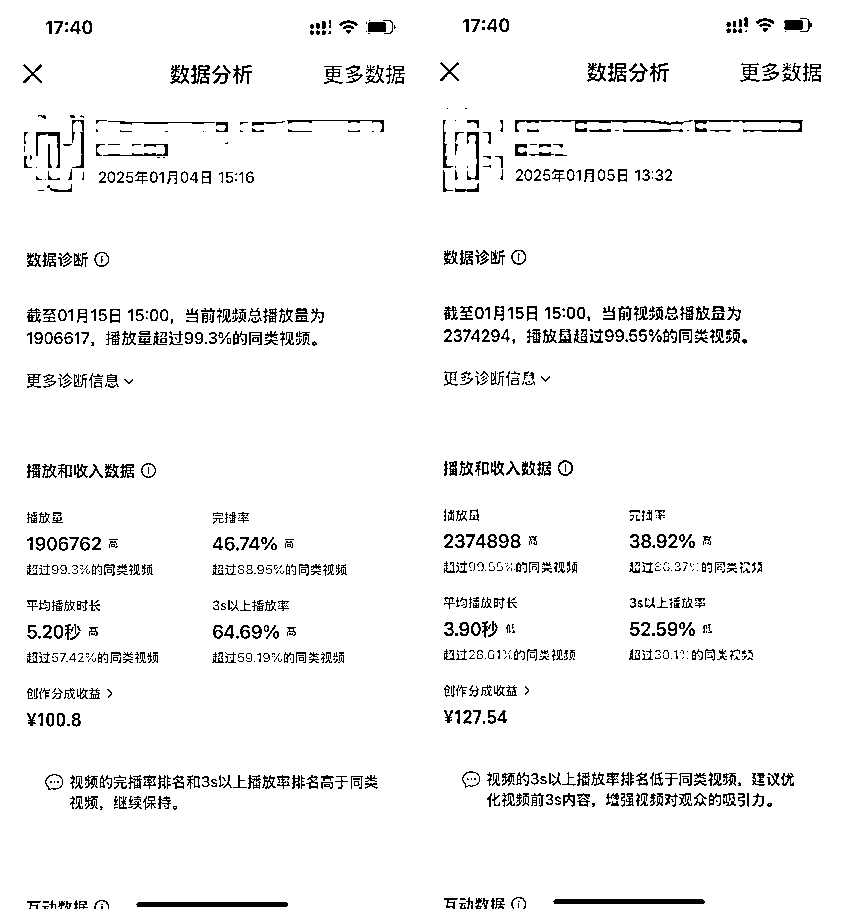 17:40
数据分析
更多数据
2025年01月04日 15:16
数据诊断
截至01月15日 15:00，当前视频总播放量为
1906617，播放量超过99.3%的同类视频。
更多诊断信息
播放和收入数据
播放量
完播率
1906762 高
46.74% 高
超过99.3%的同类视频
超过88.95%的同类视频
平均播放时长
3s以上播放率
5.20秒 高
64.69% 高
超过57.42%的同类视频
超过59.19%的同类视频
创作分成收益
¥100.8
视频的完播率排名和3s以上播放率排名高于同类
视频，继续保持。
互动数据
17:40
数据分析
更多数据
2025年01月05日 13:32
数据诊断
截至01月15日 15:00，当前视频总播放量为
2374294，播放量超过99.55%的同类视频。
更多诊断信息
播放和收入数据
播放量
完播率
2374898 高
38.92% 高
超过99.55%的同类视频
的同类视频
平均播放时长
3s以上播放率
3.90秒 低
52.59% 低
超过28.61%的同类视频
超过30.1%的同类视频
创作分成收益
¥127.54
视频的3s以上播放率排名低于同类视频，建议优
化视频前3s内容，增强视频对观众的吸引力。
互动数据